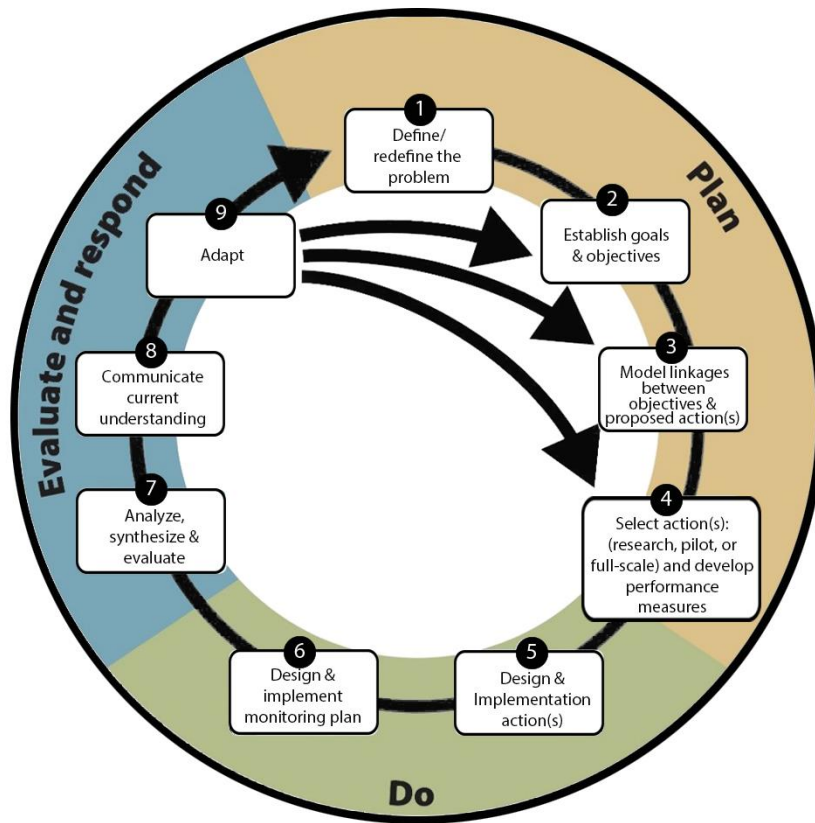 Plan
1
Define/
redefine the
problem
2
Establish goals
& objectives
3
Model linkages
between
objectives &
proposed action(s)
4
Select action(s):
(research, pilot, or
full-scale) and develop
performance
measures
Do
5
Design &
Implementation
action(s)
6
Design &
implement
monitoring plan
Evaluate and respond
7
Analyze,
synthesize &
evaluate
8
Communicate
current
understanding
9
Adapt